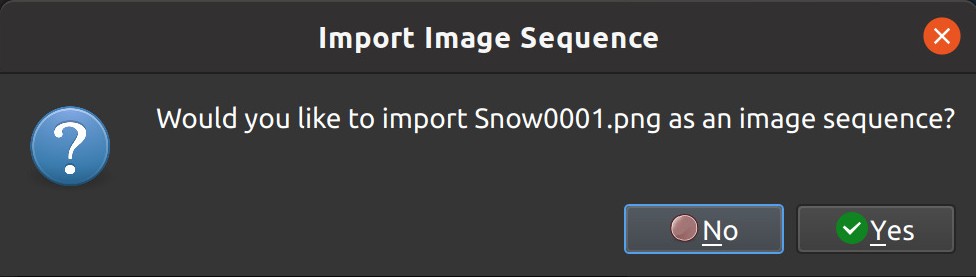 Import Image Sequence
Would you like to import Snow0001.png as an image sequence?
No
Yes